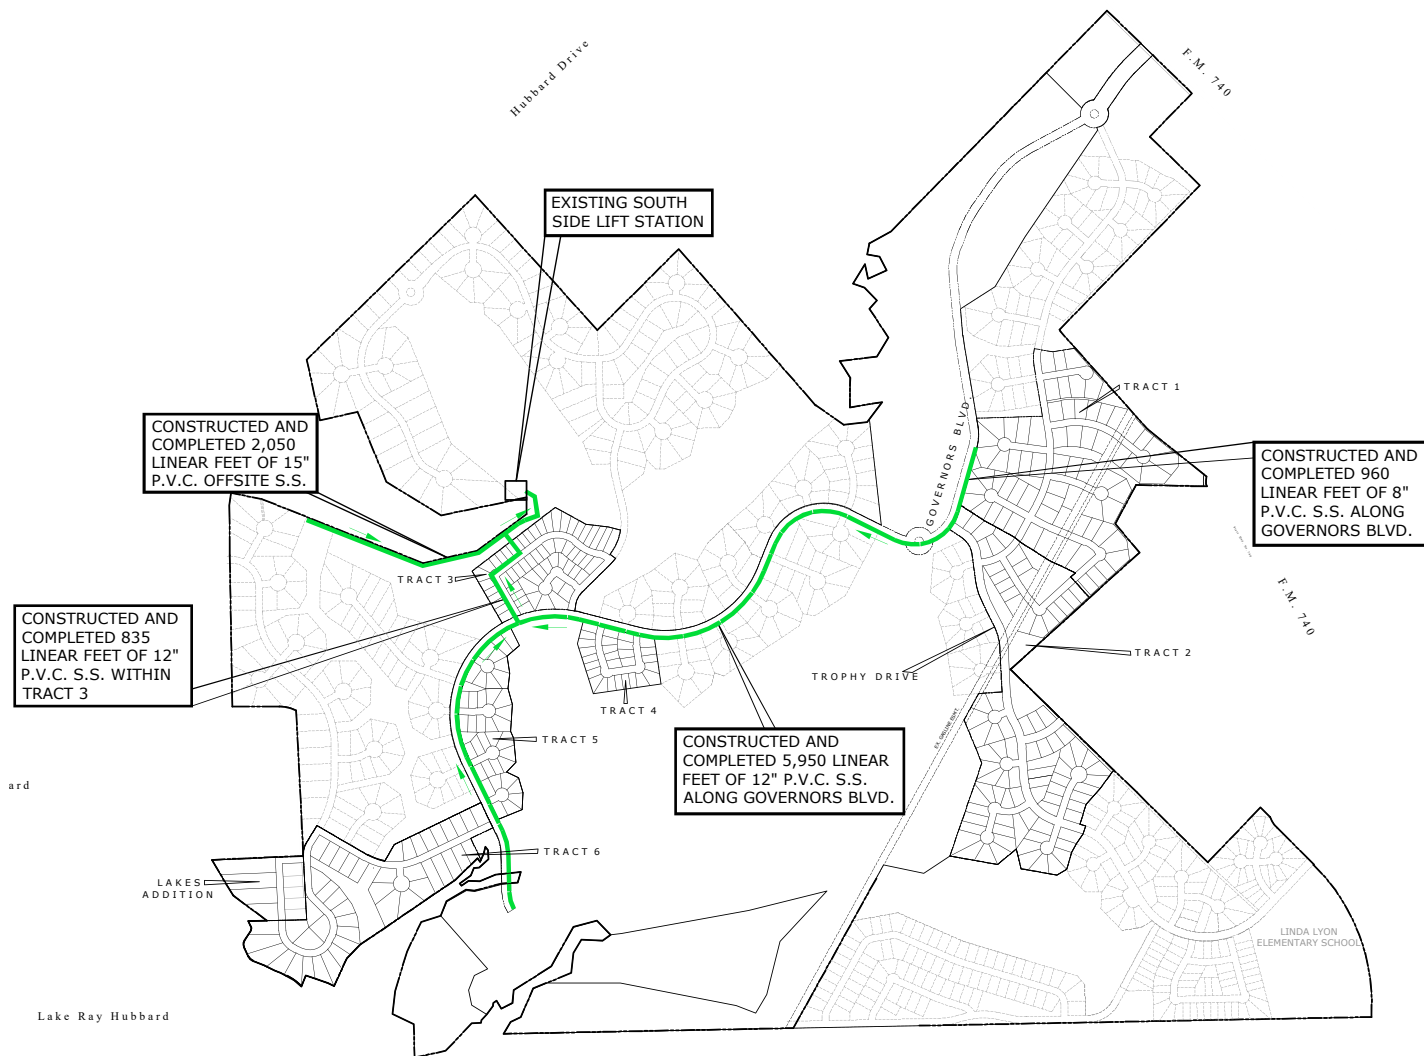 Hubbard Drive
F.M. 740
EXISTING SOUTH
SIDE LIFT STATION
TRACT 1
GOVERNORS BLVD.
CONSTRUCTED AND
COMPLETED 2,050
LINEAR FEET OF 15"
P.V.C. OFFSITE S.S.
CONSTRUCTED AND
COMPLETED 960
LINEAR FEET OF 8"
P.V.C. S.S. ALONG
GOVERNORS BLVD.
TRACT 3
F.M. 740
CONSTRUCTED AND
COMPLETED 835
LINEAR FEET OF 12"
P.V.C. S.S. WITHIN
TRACT 3
TRACT 2
TROPHY DRIVE
TRACT 4
TRACT 5
CONSTRUCTED AND
COMPLETED 5,950 LINEAR
FEET OF 12" P.V.C. S.S.
ALONG GOVERNORS BLVD.
ard
TRACT 6
LAKES
ADDITION
LINDA LYON
ELEMENTARY SCHOOL
Lake Ray Hubbard